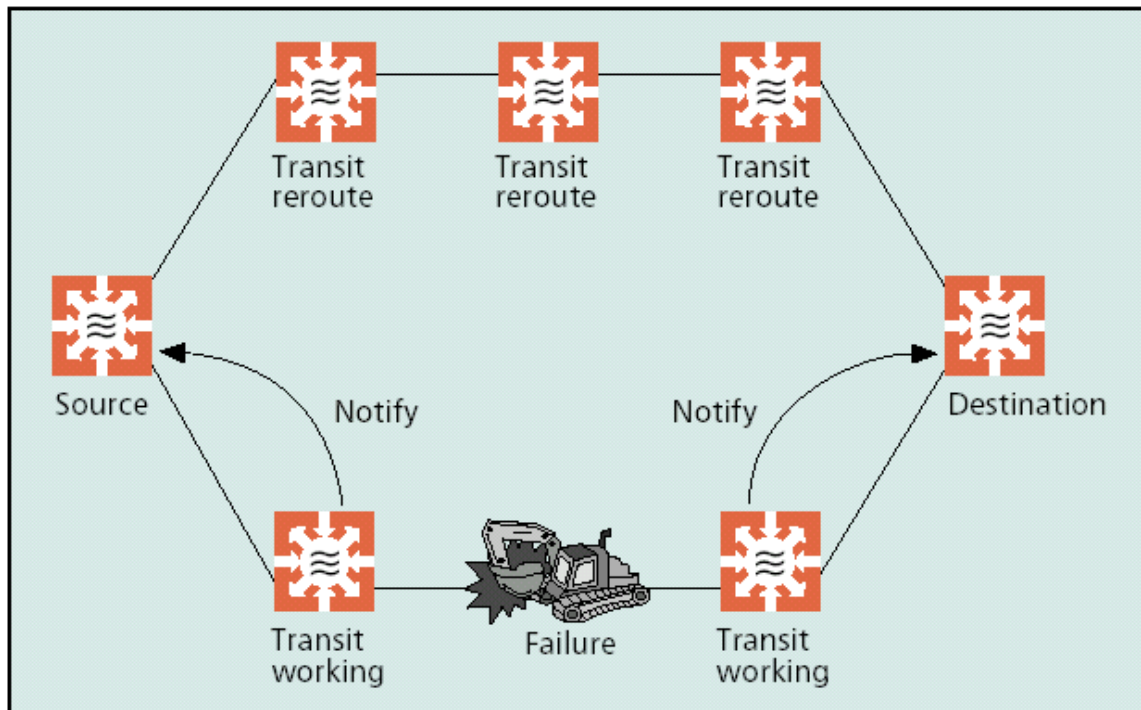 Transit
reroute
Transit
reroute
Transit
reroute
Source
Notify
Notify
Destination
Transit
working
Failure
Transit
working